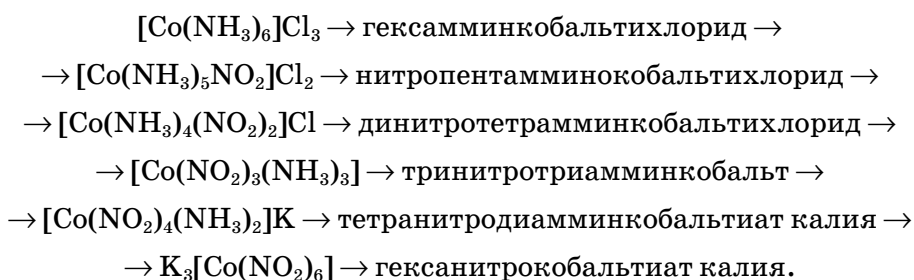 [Co(NH₃)₆]Cl₃ → гексамминкобальтихлорид →
→ [Co(NH₃)₅NO₂]Cl₂ → нитропентамминокобальтихлорид →
→ [Co(NH₃)₄(NO₂)₂]Cl → динитротетрамминкобальтихлорид →
→ [Co(NO₂)₃(NH₃)₃] → тринитротриамминкобальт →
→ [Co(NO₂)₄(NH₃)₂]K → тетранитродиамминкобальтиат калия →
→ K₃[Co(NO₂)₆] → гексанитрокобальтиат калия.